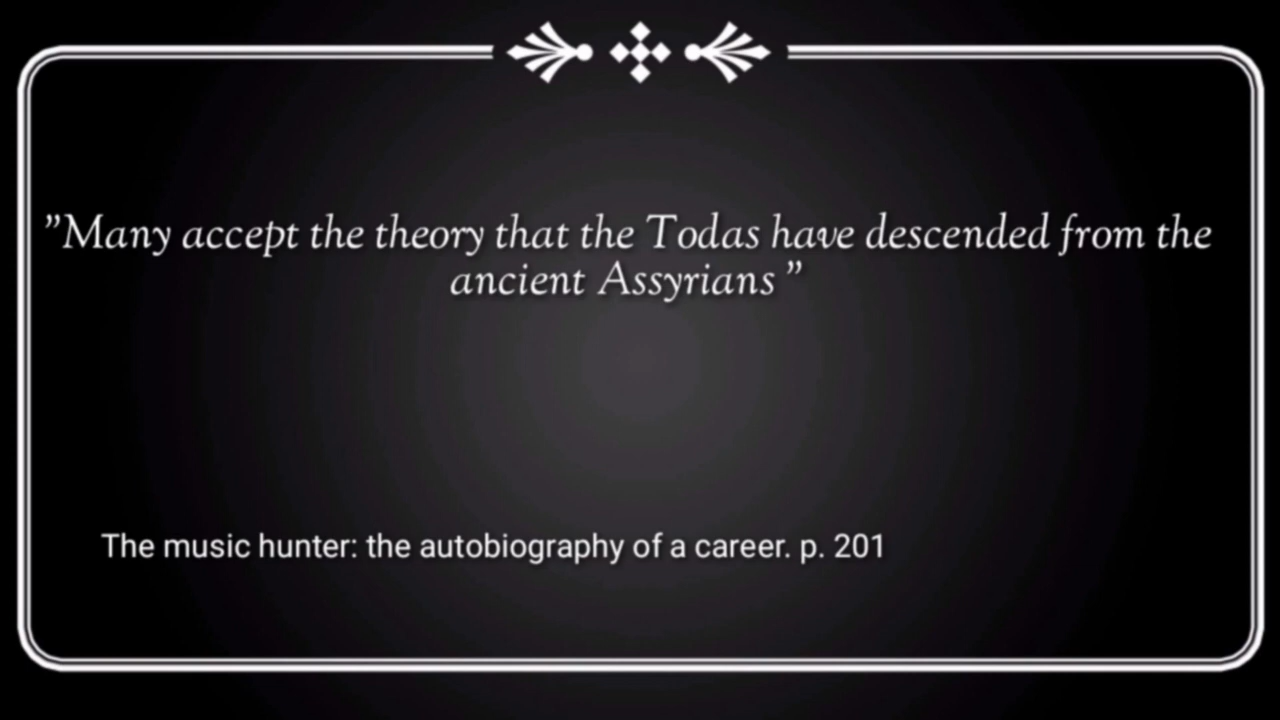 ”Many accept the theory that the Todas have descended from the
ancient Assyrians ”
The music hunter: the autobiography of a career. p. 201